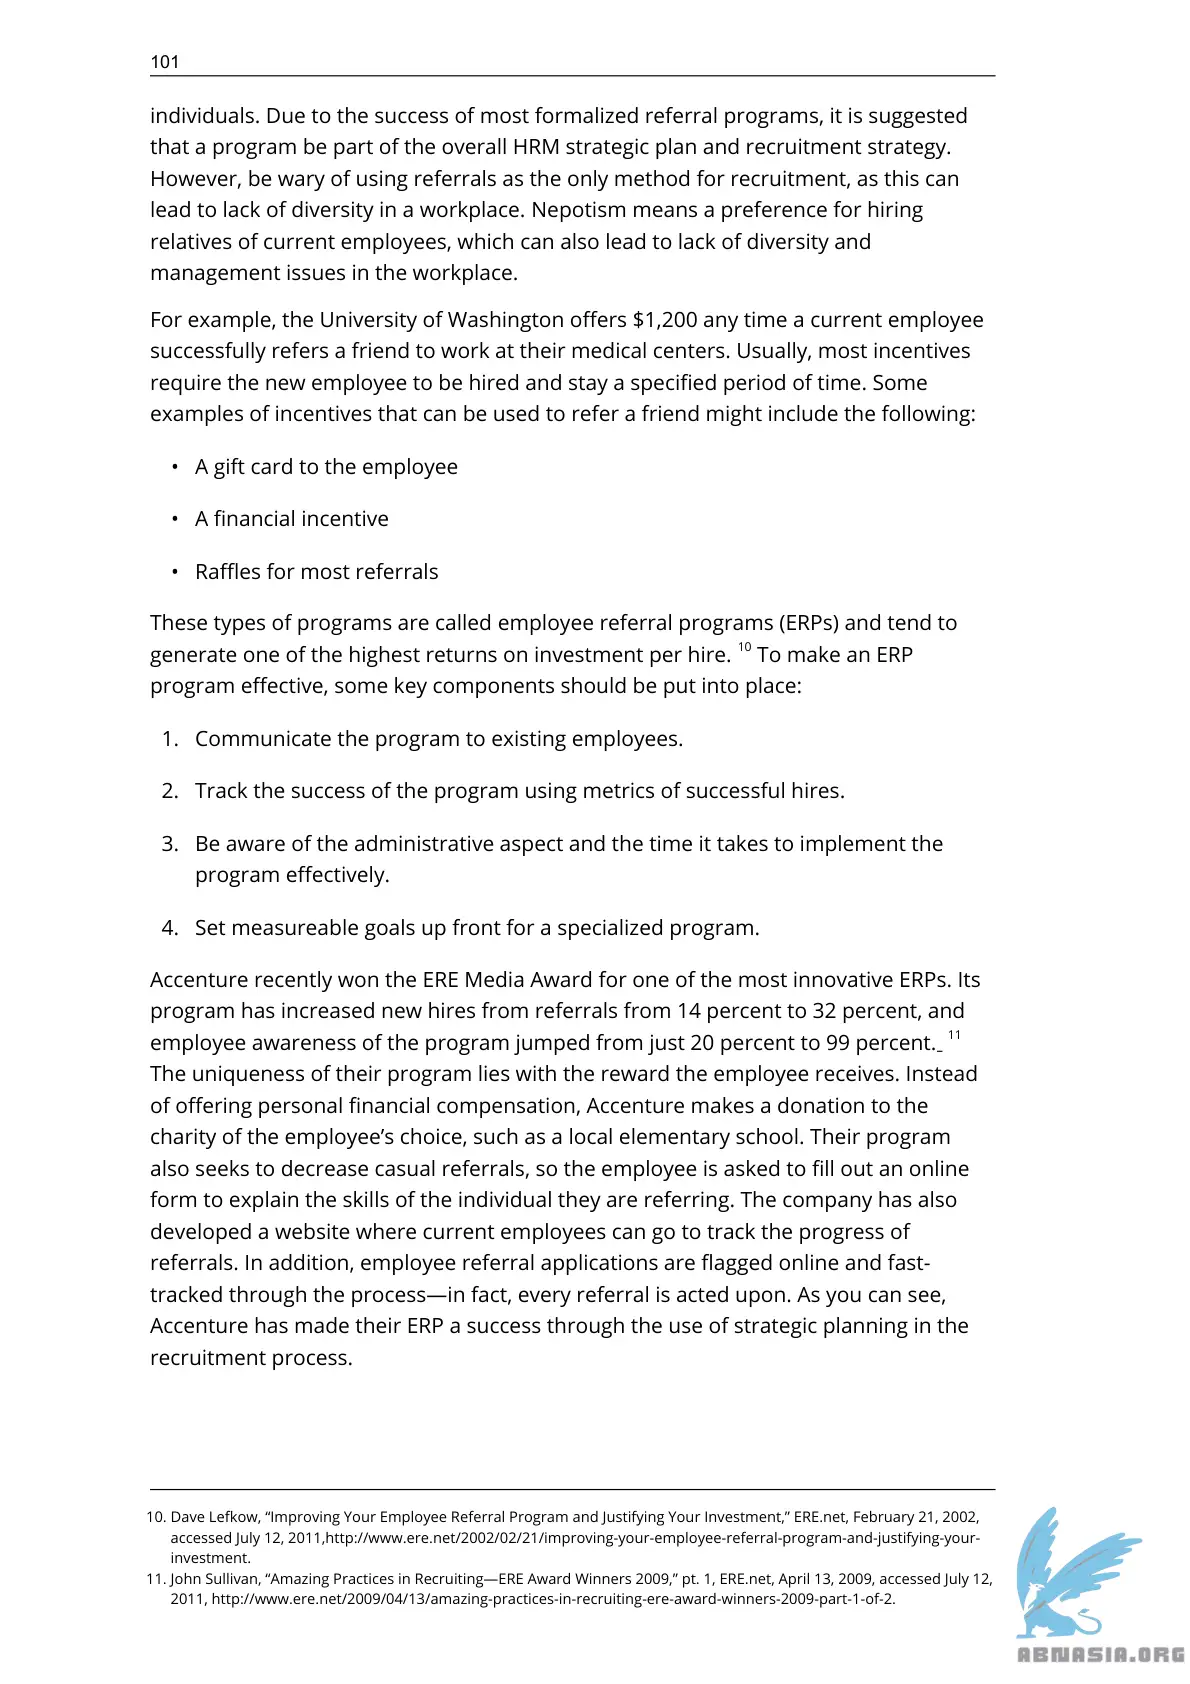 101
individuals. Due to the success of most formalized referral programs, it is suggested
that a program be part of the overall HRM strategic plan and recruitment strategy.
However, be wary of using referrals as the only method for recruitment, as this can
lead to lack of diversity in a workplace. Nepotism means a preference for hiring
relatives of current employees, which can also lead to lack of diversity and
management issues in the workplace.
For example, the University of Washington offers $1,200 any time a current employee
successfully refers a friend to work at their medical centers. Usually, most incentives
require the new employee to be hired and stay a specified period of time. Some
examples of incentives that can be used to refer a friend might include the following:
• A gift card to the employee
• A financial incentive
• Raffles for most referrals
These types of programs are called employee referral programs (ERPs) and tend to
generate one of the highest returns on investment per hire. 10 To make an ERP
program effective, some key components should be put into place:
1. Communicate the program to existing employees.
2. Track the success of the program using metrics of successful hires.
3. Be aware of the administrative aspect and the time it takes to implement the
program effectively.
4. Set measureable goals up front for a specialized program.
Accenture recently won the ERE Media Award for one of the most innovative ERPs. Its
program has increased new hires from referrals from 14 percent to 32 percent, and
employee awareness of the program jumped from just 20 percent to 99 percent._ 11
The uniqueness of their program lies with the reward the employee receives. Instead
of offering personal financial compensation, Accenture makes a donation to the
charity of the employee’s choice, such as a local elementary school. Their program
also seeks to decrease casual referrals, so the employee is asked to fill out an online
form to explain the skills of the individual they are referring. The company has also
developed a website where current employees can go to track the progress of
referrals. In addition, employee referral applications are flagged online and fast-
tracked through the process—in fact, every referral is acted upon. As you can see,
Accenture has made their ERP a success through the use of strategic planning in the
recruitment process.
10. Dave Lefkow, “Improving Your Employee Referral Program and Justifying Your Investment,” ERE.net, February 21, 2002,
accessed July 12, 2011,http://www.ere.net/2002/02/21/improving-your-employee-referral-program-and-justifying-your-
investment.
11. John Sullivan, “Amazing Practices in Recruiting—ERE Award Winners 2009,” pt. 1, ERE.net, April 13, 2009, accessed July 12,
2011, http://www.ere.net/2009/04/13/amazing-practices-in-recruiting-ere-award-winners-2009-part-1-of-2.
ABNASIA.ORG